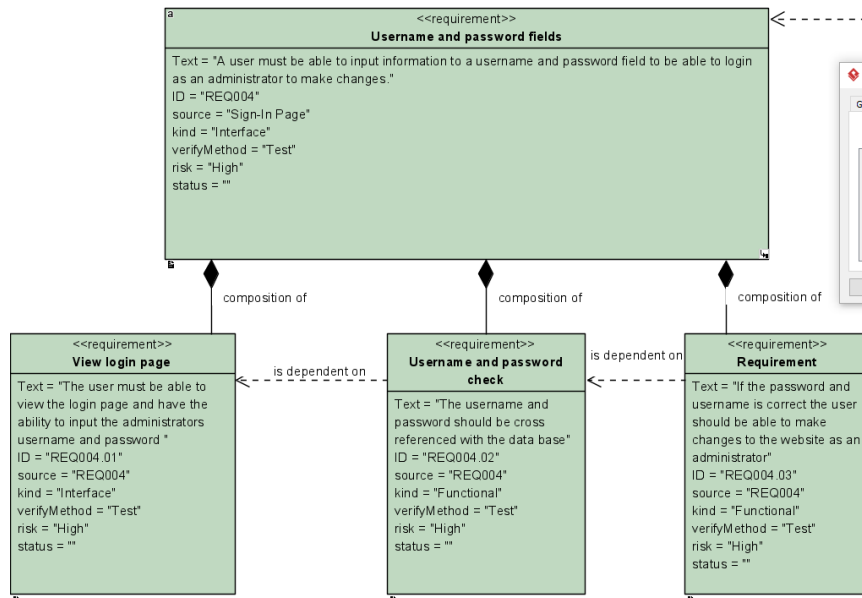 a
<<requirement>>
Username and password fields
Text = "A user must be able to input information to a username and password field to be able to login
as an administrator to make changes."
ID = "REQ004"
source = "Sign-In Page"
kind = "Interface"
verifyMethod = "Test"
risk = "High"
status = ""
G
composition of
composition of
composition of
<<requirement>>
View login page
Text = "The user must be able to
view the login page and have the
ability to input the administrators
username and password "
ID = "REQ004.01"
source = "REQ004"
kind = "Interface"
verifyMethod = "Test"
risk = "High"
status = ""
is dependent on
<<requirement>>
Username and password
check
Text = "The username and
password should be cross
referenced with the data base"
ID = "REQ004.02"
source = "REQ004"
kind = "Functional"
verifyMethod = "Test"
risk = "High"
status = ""
is dependent on
<<requirement>>
Requirement
Text = "If the password and
username is correct the user
should be able to make
changes to the website as an
administrator"
ID = "REQ004.03"
source = "REQ004"
kind = "Functional"
verifyMethod = "Test"
risk = "High"
status = ""